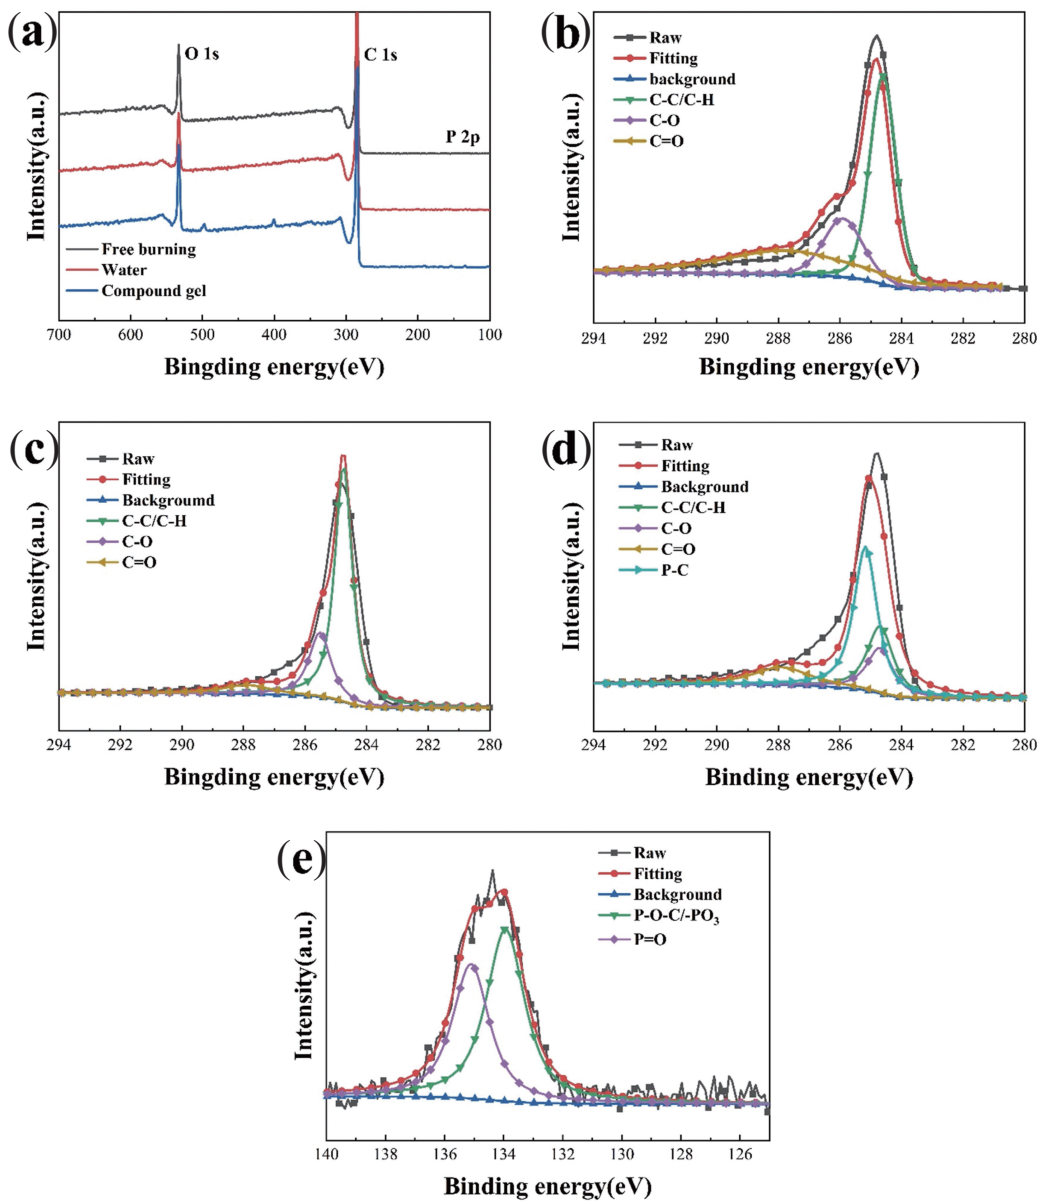 (a)
O 1s
C 1s
P 2p
Intensity(a.u.)
Free burning
Water
Compound gel
700 600 500 400 300 200 100
Bingding energy(eV)
(b)
Raw
Fitting
background
C-C/C-H
C-O
C=O
Intensity(a.u.)
294 292 290 288 286 284 282 280
Bingding energy(eV)
(c)
Raw
Fitting
Backgroumd
C-C/C-H
C-O
C=O
Intensity(a.u.)
294 292 290 288 286 284 282 280
Bingding energy(eV)
(d)
Raw
Fitting
Background
C-C/C-H
C-O
C=O
P-C
Intensity(a.u.)
294 292 290 288 286 284 282 280
Binding energy(eV)
(e)
Raw
Fitting
Background
P-O-C/-PO3
P=O
Intensity(a.u.)
140 138 136 134 132 130 128 126
Binding energy(eV)